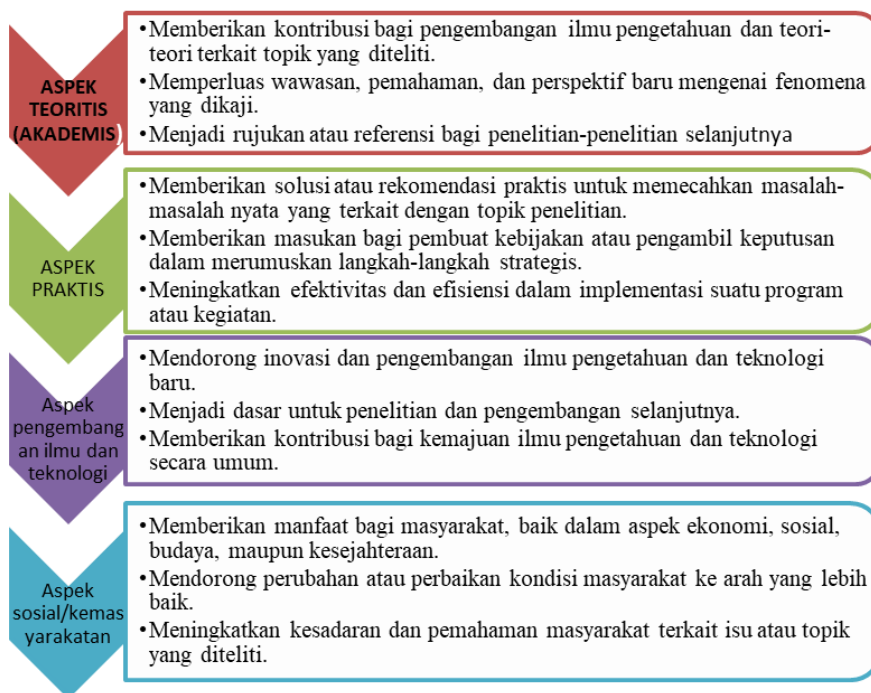 ASPEK
TEORITIS
(AKADEMIS)
•Memberikan kontribusi bagi pengembangan ilmu pengetahuan dan teori-
teori terkait topik yang diteliti.
•Memperluas wawasan, pemahaman, dan perspektif baru mengenai fenomena
yang dikaji.
•Menjadi rujukan atau referensi bagi penelitian-penelitian selanjutnya
ASPEK
PRAKTIS
•Memberikan solusi atau rekomendasi praktis untuk memecahkan masalah-
masalah nyata yang terkait dengan topik penelitian.
•Memberikan masukan bagi pembuat kebijakan atau pengambil keputusan
dalam merumuskan langkah-langkah strategis.
•Meningkatkan efektivitas dan efisiensi dalam implementasi suatu program
atau kegiatan.
Aspek
pengembang
an ilmu dan
teknologi
•Mendorong inovasi dan pengembangan ilmu pengetahuan dan teknologi
baru.
•Menjadi dasar untuk penelitian dan pengembangan selanjutnya.
•Memberikan kontribusi bagi kemajuan ilmu pengetahuan dan teknologi
secara umum.
Aspek
sosial/kemas
yarakatan
•Memberikan manfaat bagi masyarakat, baik dalam aspek ekonomi, sosial,
budaya, maupun kesejahteraan.
•Mendorong perubahan atau perbaikan kondisi masyarakat ke arah yang lebih
baik.
•Meningkatkan kesadaran dan pemahaman masyarakat terkait isu atau topik
yang diteliti.